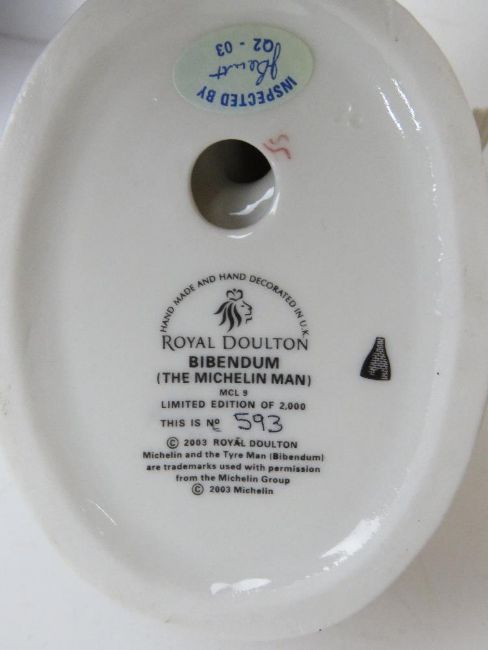 INSPECTED BY
Q2 - 03
HAND MADE AND HAND DECORATED IN U.K.
ROYAL DOULTON
BIBENDUM
(THE MICHELIN MAN)
MCL 9
LIMITED EDITION OF 2,000
THIS IS Nº 593
© 2003 ROYAL DOULTON
Michelin and the Tyre Man (Bibendum)
are trademarks used with permission
from the Michelin Group
© 2003 Michelin